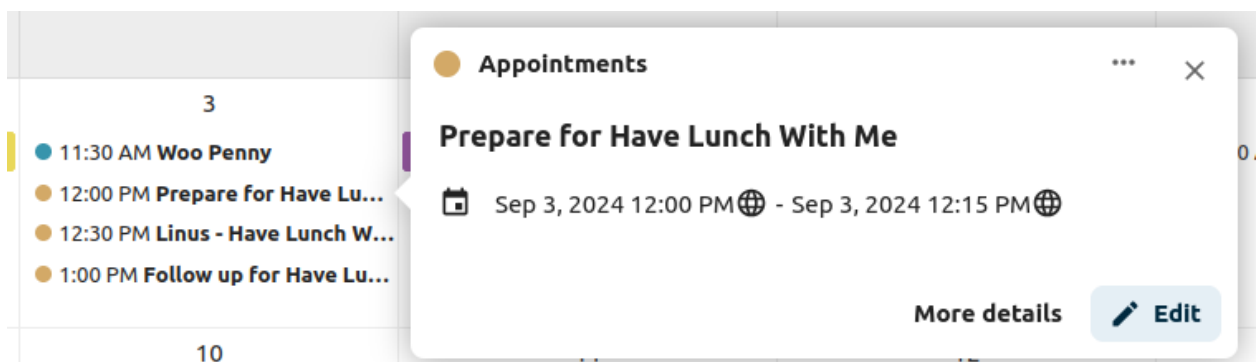 3
11:30 AM Woo Penny
12:00 PM Prepare for Have Lu...
12:30 PM Linus - Have Lunch W...
1:00 PM Follow up for Have Lu...
10
Appointments
Prepare for Have Lunch With Me
Sep 3, 2024 12:00 PM - Sep 3, 2024 12:15 PM
More details
Edit